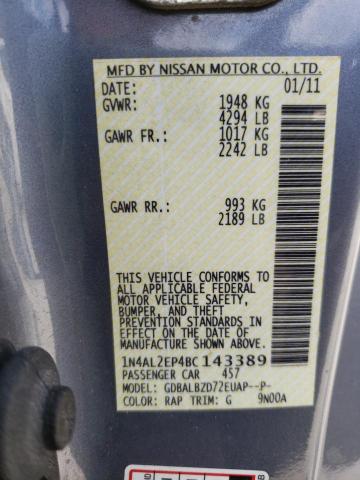 MFD BY NISSAN MOTOR CO., LTD.
DATE: 01/11
GVWR: 1948 KG
4294 LB
GAWR FR.: 1017 KG
2242 LB
GAWR RR.: 993 KG
2189 LB
THIS VEHICLE CONFORMS TO
ALL APPLICABLE FEDERAL
MOTOR VEHICLE SAFETY,
BUMPER, AND THEFT
PREVENTION STANDARDS IN
EFFECT ON THE DATE OF
MANUFACTURE SHOWN ABOVE.
1N4AL2EP4BC143389
PASSENGER CAR 457
MODEL: GDBALBZD72EUAP--P-
COLOR: RAP TRIM: G 9N00A